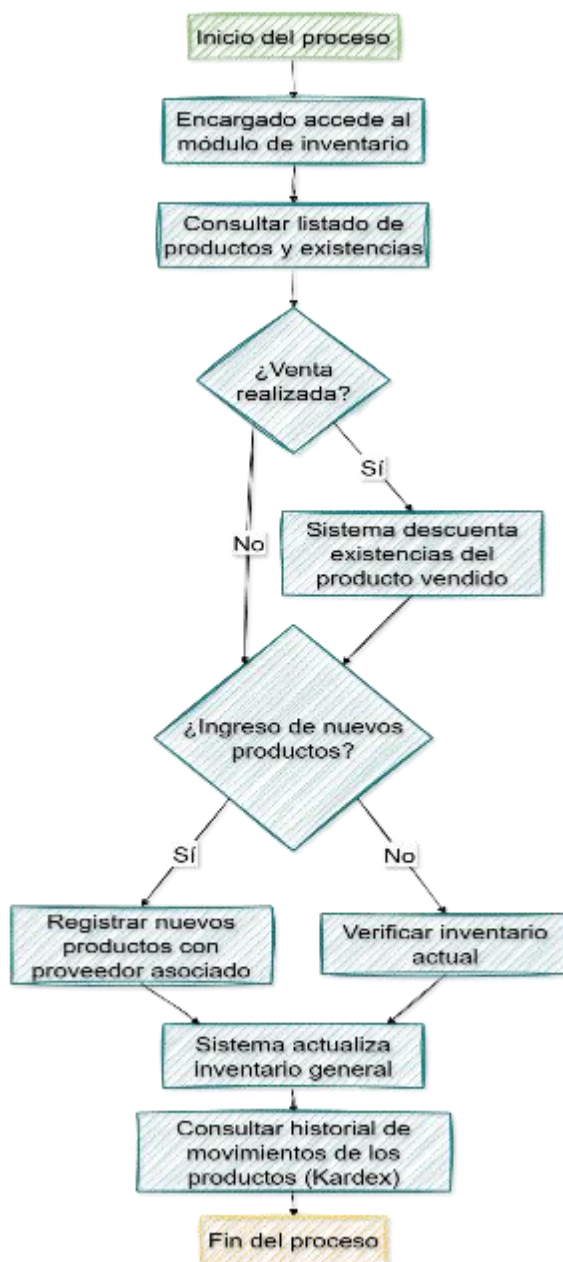 Inicio del proceso
Encargado accede al
módulo de inventario
Consultar listado de
productos y existencias
¿Venta
realizada?
Sí
No
Sistema descuenta
existencias del
producto vendido
¿Ingreso de nuevos
productos?
Sí
No
Registrar nuevos
productos con
proveedor asociado
Verificar inventario
actual
Sistema actualiza
inventario general
Consultar historial de
movimientos de los
productos (Kardex)
Fin del proceso